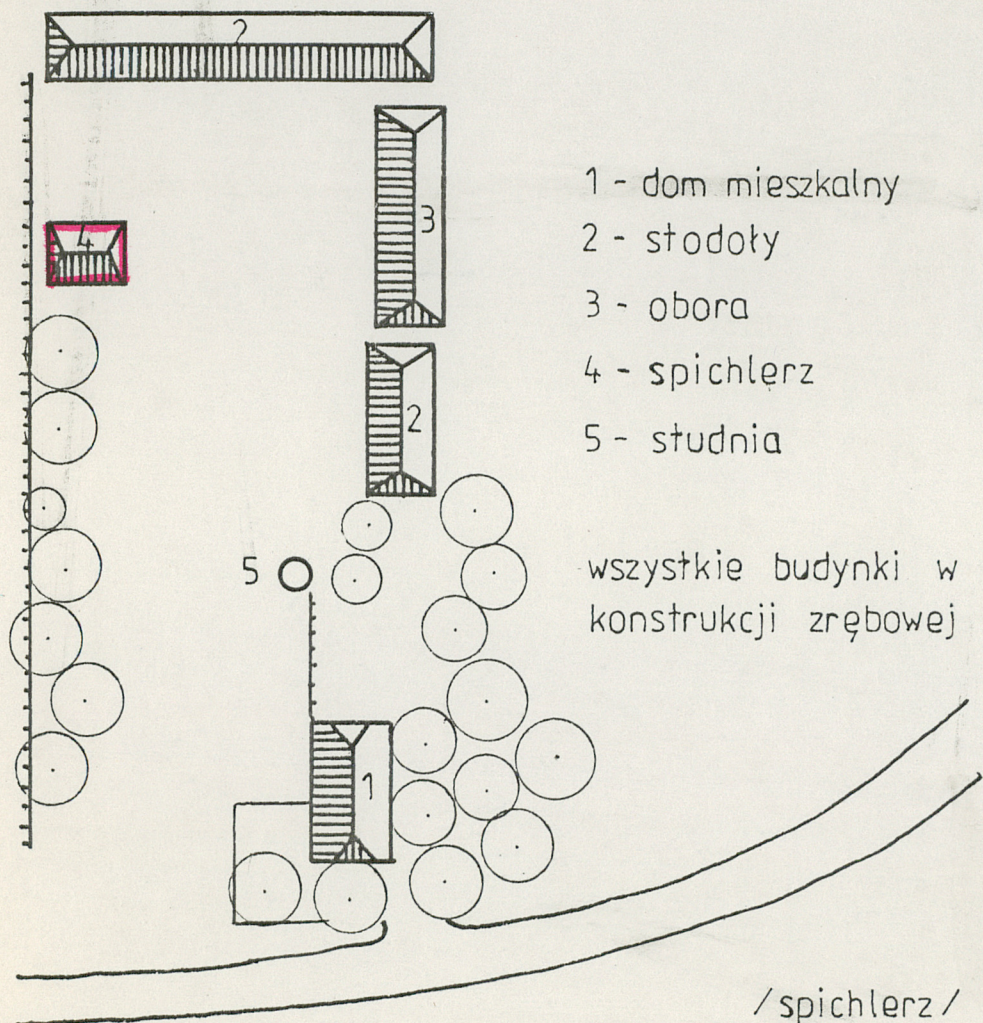 2
4
3
2
5
1
1 - dom mieszkalny
2 - stodoły
3 - obora
4 - spichlerz
5 - studnia
wszystkie budynki w
konstrukcji zrębowej
/spichlerz/